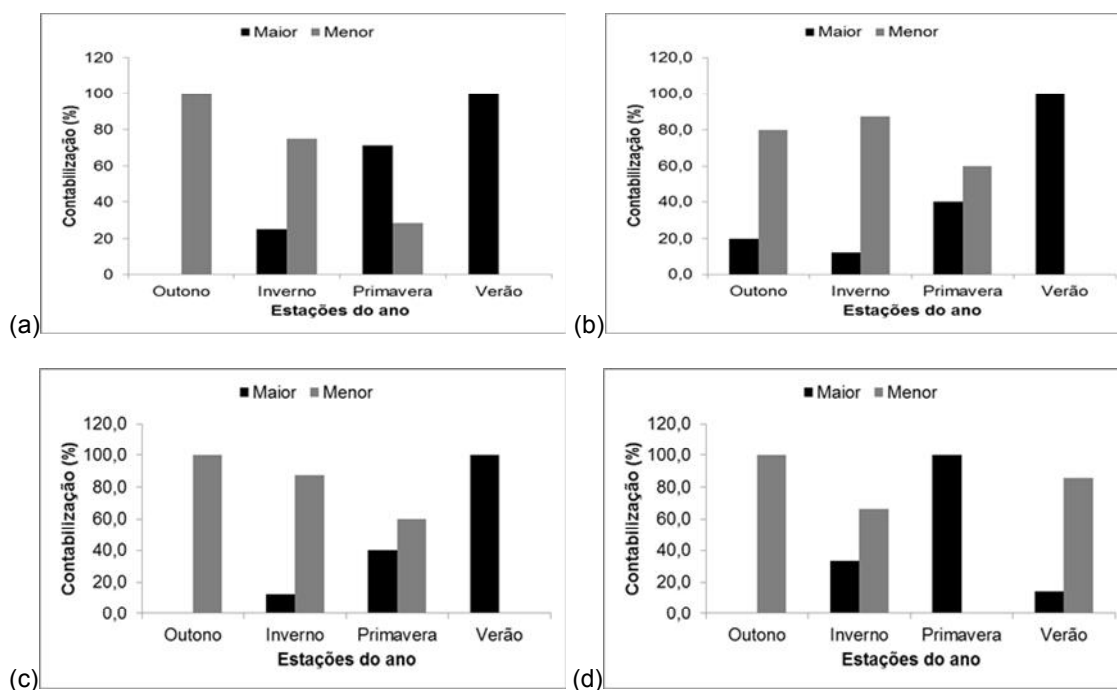 Maior Menor
120
100
80
60
40
20
0
Contabilização (%)
Outono Inverno Primavera Verão
Estações do ano
(a)
Maior Menor
120,0
100,0
80,0
60,0
40,0
20,0
0,0
Contabilização (%)
Outono Inverno Primavera Verão
Estações do ano
(b)
Maior Menor
120,0
100,0
80,0
60,0
40,0
20,0
0,0
Contabilização (%)
Outono Inverno Primavera Verão
Estações do ano
(c)
Maior Menor
120,0
100,0
80,0
60,0
40,0
20,0
0,0
Contabilização (%)
Outono Inverno Primavera Verão
Estações do ano
(d)